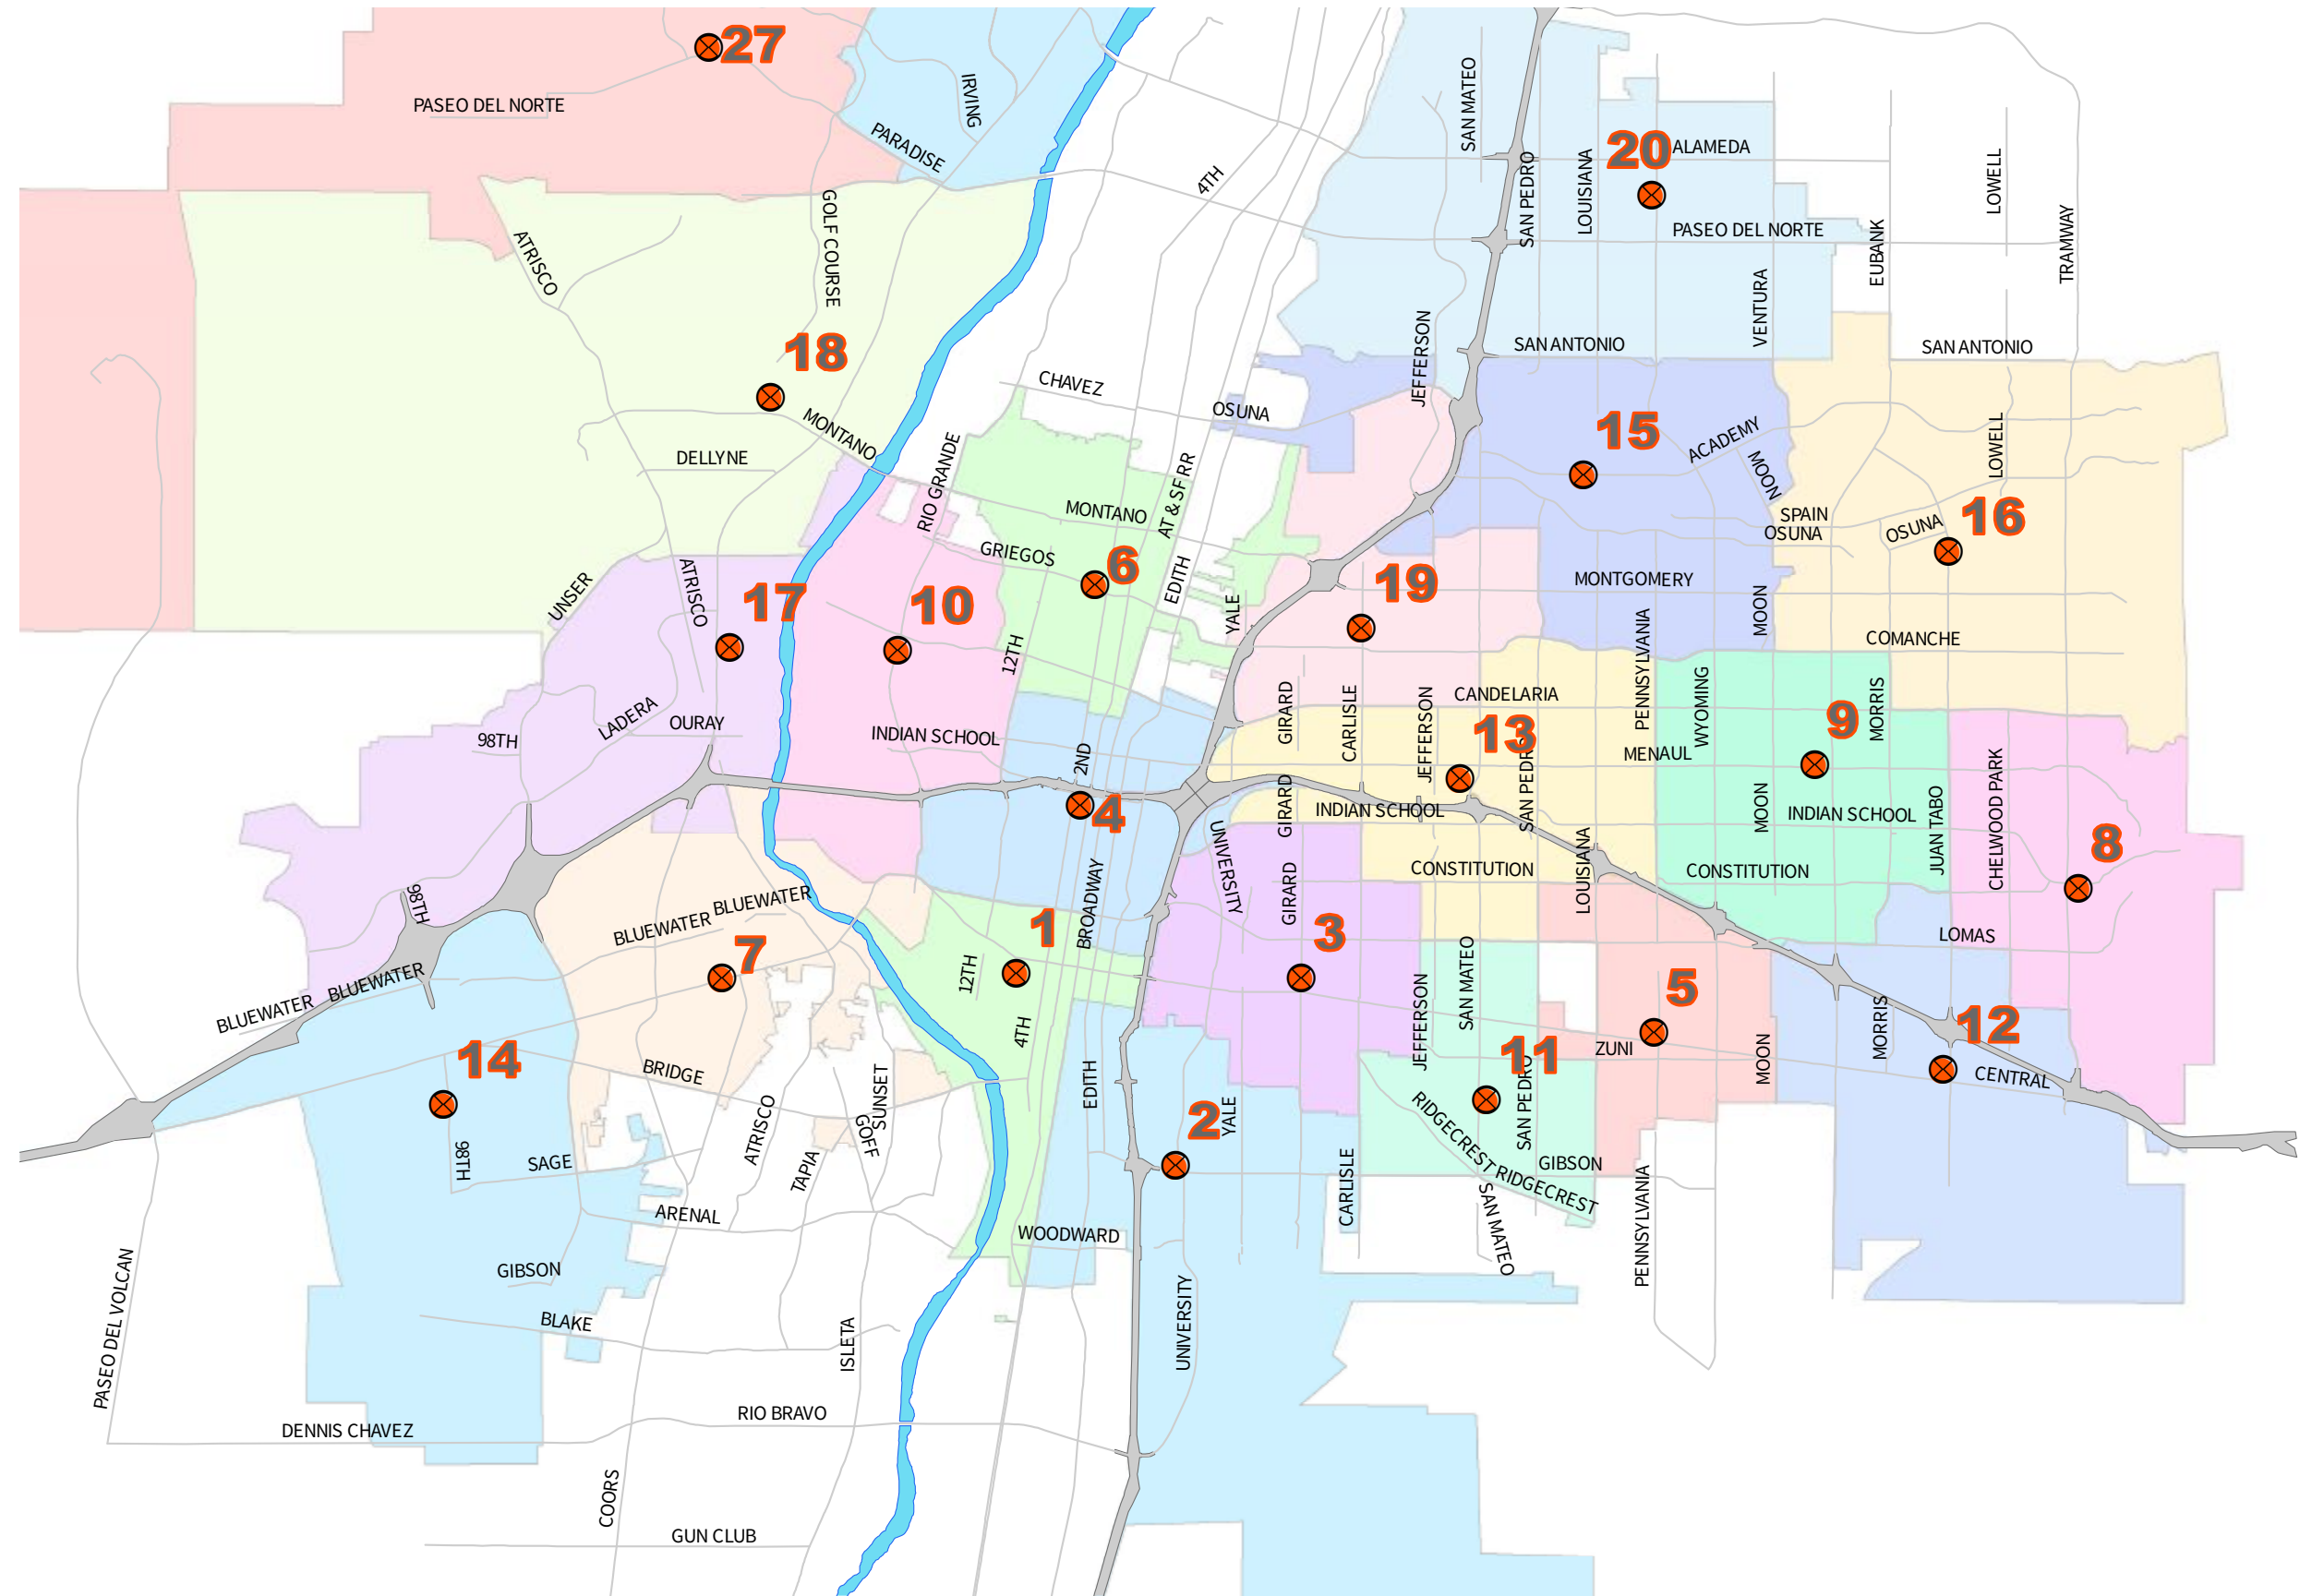 27
PASEO DEL NORTE
IRVING
PARADISE
SAN MATEO
20
ALAMEDA
SAN PEDRO
LOUISIANA
LOWELL
4TH
GOLF COURSE
PASEO DEL NORTE
EUBANK
TRAMWAY
ATRISCO
VENTURA
18
JEFFERSON
SAN ANTONIO
SAN ANTONIO
CHAVEZ
OSUNA
MONTANO
15
ACADEMY
LOWELL
DELLYNE
RIO GRANDE
AT & SF RR
MOON
MONTANO
SPAIN
OSUNA
OSUNA
16
GRIEGOS
6
EDITH
UNSER
ATRISCO
17
10
YALE
19
MONTGOMERY
MOON
12TH
PENNSYLVANIA
COMANCHE
LADERA
OURAY
98TH
INDIAN SCHOOL
2ND
GIRARD
CARLISLE
JEFFERSON
CANDELARIA
13
SAN PEDRO
MENAUL
WYOMING
9
MORRIS
4
GIRARD
INDIAN SCHOOL
MOON
INDIAN SCHOOL
JUAN TABO
CHELWOOD PARK
8
UNIVERSITY
CONSTITUTION
LOUISIANA
CONSTITUTION
98TH
BLUEWATER
BLUEWATER
BROADWAY
GIRARD
1
3
LOMAS
7
12TH
SAN MATEO
5
BLUEWATER
BLUEWATER
14
BRIDGE
4TH
JEFFERSON
11
ZUNI
MOON
MORRIS
12
CENTRAL
SUNSET
EDITH
2
YALE
SAN PEDRO
RIDGECREST
RIDGECREST
GIBSON
ATRISCO
GOFF
98TH
SAGE
TAPIA
CARLISLE
PENNSYLVANIA
SAN MATEO
ARENAL
WOODWARD
GIBSON
PASEO DEL VOLCAN
BLAKE
ISLETA
UNIVERSITY
RIO BRAVO
DENNIS CHAVEZ
COORS
GUN CLUB